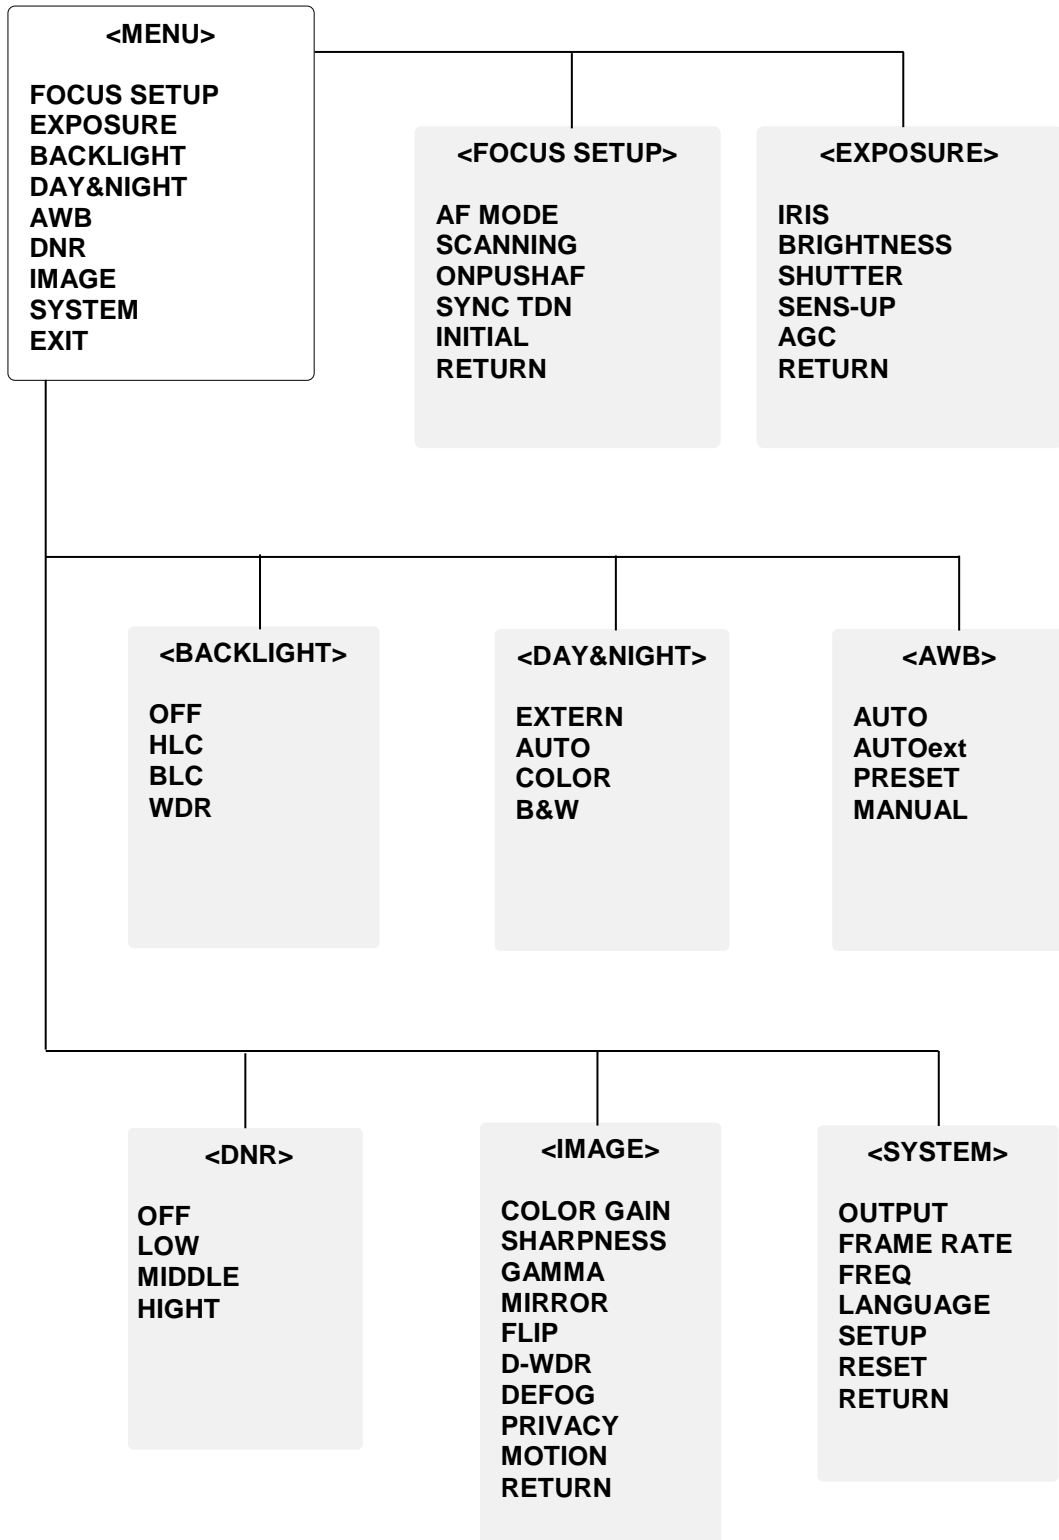 <MENU>
FOCUS SETUP
EXPOSURE
BACKLIGHT
DAY&NIGHT
AWB
DNR
IMAGE
SYSTEM
EXIT
<FOCUS SETUP>
AF MODE
SCANNING
ONPUSHAF
SYNC TDN
INITIAL
RETURN
<EXPOSURE>
IRIS
BRIGHTNESS
SHUTTER
SENS-UP
AGC
RETURN
<BACKLIGHT>
OFF
HLC
BLC
WDR
<DAY&NIGHT>
EXTERN
AUTO
COLOR
B&W
<AWB>
AUTO
AUTOext
PRESET
MANUAL
<DNR>
OFF
LOW
MIDDLE
HIGHT
<IMAGE>
COLOR GAIN
SHARPNESS
GAMMA
MIRROR
FLIP
D-WDR
DEFOG
PRIVACY
MOTION
RETURN
<SYSTEM>
OUTPUT
FRAME RATE
FREQ
LANGUAGE
SETUP
RESET
RETURN